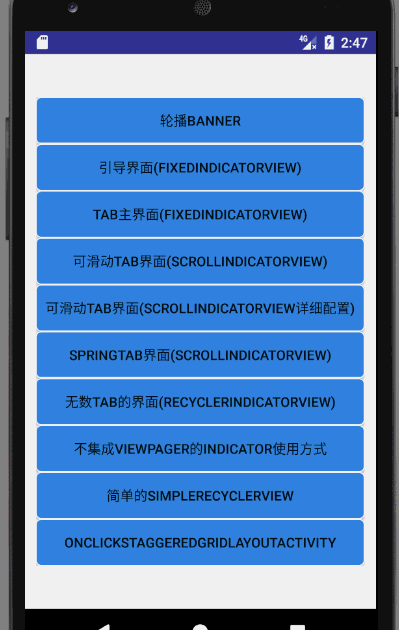 4G 2:47
轮播BANNER
引导界面(FIXEDINDICATORVIEW)
TAB主界面(FIXEDINDICATORVIEW)
可滑动TAB界面(SCROLLINDICATORVIEW)
可滑动TAB界面(SCROLLINDICATORVIEW详细配置)
SPRINGTAB界面(SCROLLINDICATORVIEW)
无数TAB的界面(RECYCLERINDICATORVIEW)
不集成VIEWPAGER的INDICATOR使用方式
简单的SIMPLERECYCLERVIEW
ONCLICKSTAGGEREDGRIDLAYOUTACTIVITY